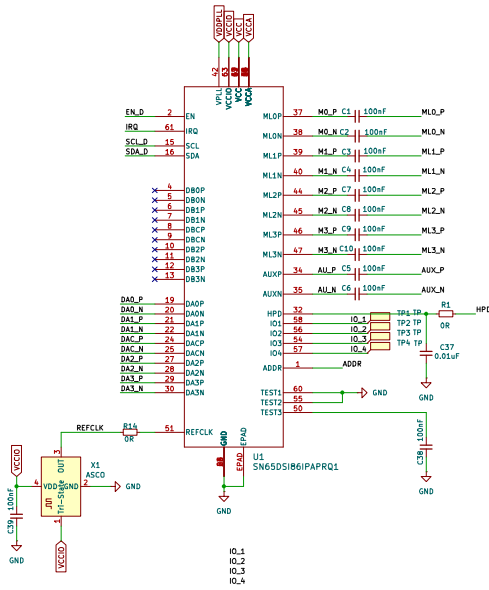 VDDPLL VCCIO VCC VCCA
42 63
VPLL VCCIO VCC VCCA
EN_D 2 EN
IRQ 61 IRQ
SCL_D 15 SCL
SDA_D 16 SDA
4 DB0P
5 DB0N
6 DB1P
7 DB1N
8 DBCP
9 DBCN
10 DB2P
11 DB2N
12 DB3P
13 DB3N
DA0_P 19 DA0P
DA0_N 20 DA0N
DA1_P 21 DA1P
DA1_N 22 DA1N
DAC_P 24 DACP
DAC_N 25 DACN
DA2_P 27 DA2P
DA2_N 28 DA2N
DA3_P 29 DA3P
DA3_N 30 DA3N
REFCLK R14 0R 51 REFCLK
ML0P 37 M0_P C1 100nF ML0_P
ML0N 38 M0_N C2 100nF ML0_N
ML1P 39 M1_P C3 100nF ML1_P
ML1N 40 M1_N C4 100nF ML1_N
ML2P 44 M2_P C7 100nF ML2_P
ML2N 45 M2_N C8 100nF ML2_N
ML3P 46 M3_P C9 100nF ML3_P
ML3N 47 M3_N C10 100nF ML3_N
AUXP 34 AU_P C5 100nF AUX_P
AUXN 35 AU_N C6 100nF AUX_N
HPD 32 R1 0R HPD
IO1 58 IO_1 TP1 TP
IO2 56 IO_2 TP2 TP
IO3 54 IO_3 TP3 TP
IO4 57 IO_4 TP4 TP
C37
0.01uF
GND
ADDR 1 ADDR
TEST1 60 GND
TEST2 55
TEST3 50
C38 100nF
GND
GND EPAD
EPAD
GND
U1
SN65DSI86IPAPRQ1
VCCIO
4 VDD GND 2 GND
3 OUT
Tri-State
1
VCCIO
X1
ASCO
C39 100nF
GND
IO_1
IO_2
IO_3
IO_4